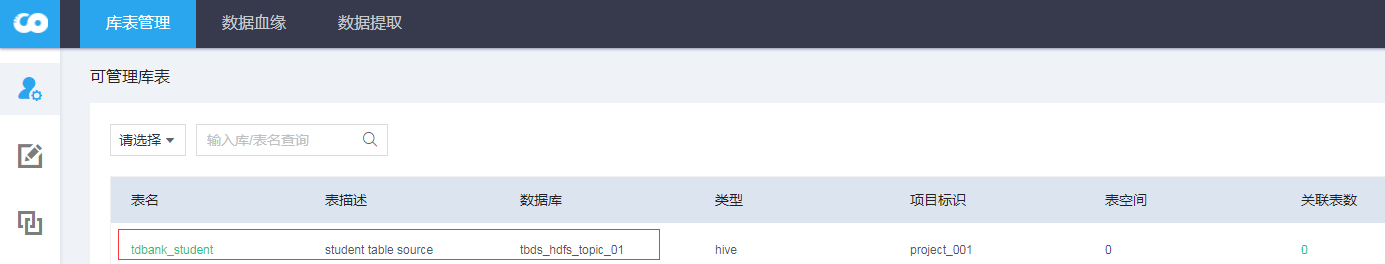 库表管理 数据血缘 数据提取
可管理库表
请选择 输入库/表名查询
表名 表描述 数据库 类型 项目标识 表空间 关联表数
tdbank_student student table source tbds_hdfs_topic_01 hive project_001 0 0